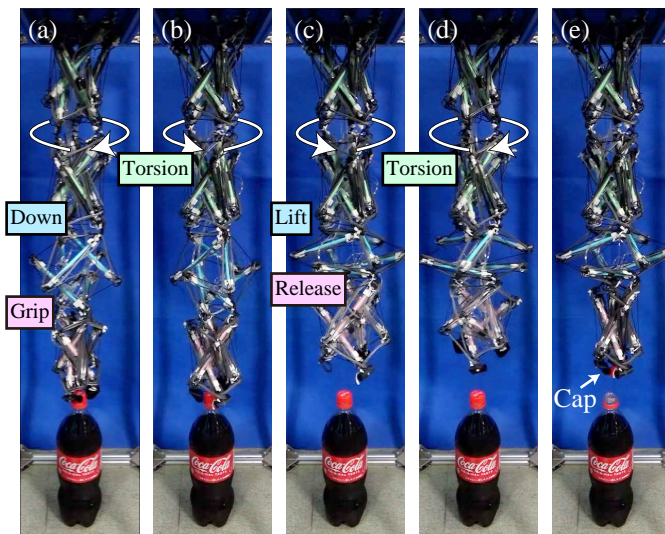 (a)
(b)
(c)
(d)
(e)
Torsion
Torsion
Down
Lift
Grip
Release
Cap
Coca-Cola
Coca-Cola
Coca-Cola
Coca-Cola
Coca-Cola